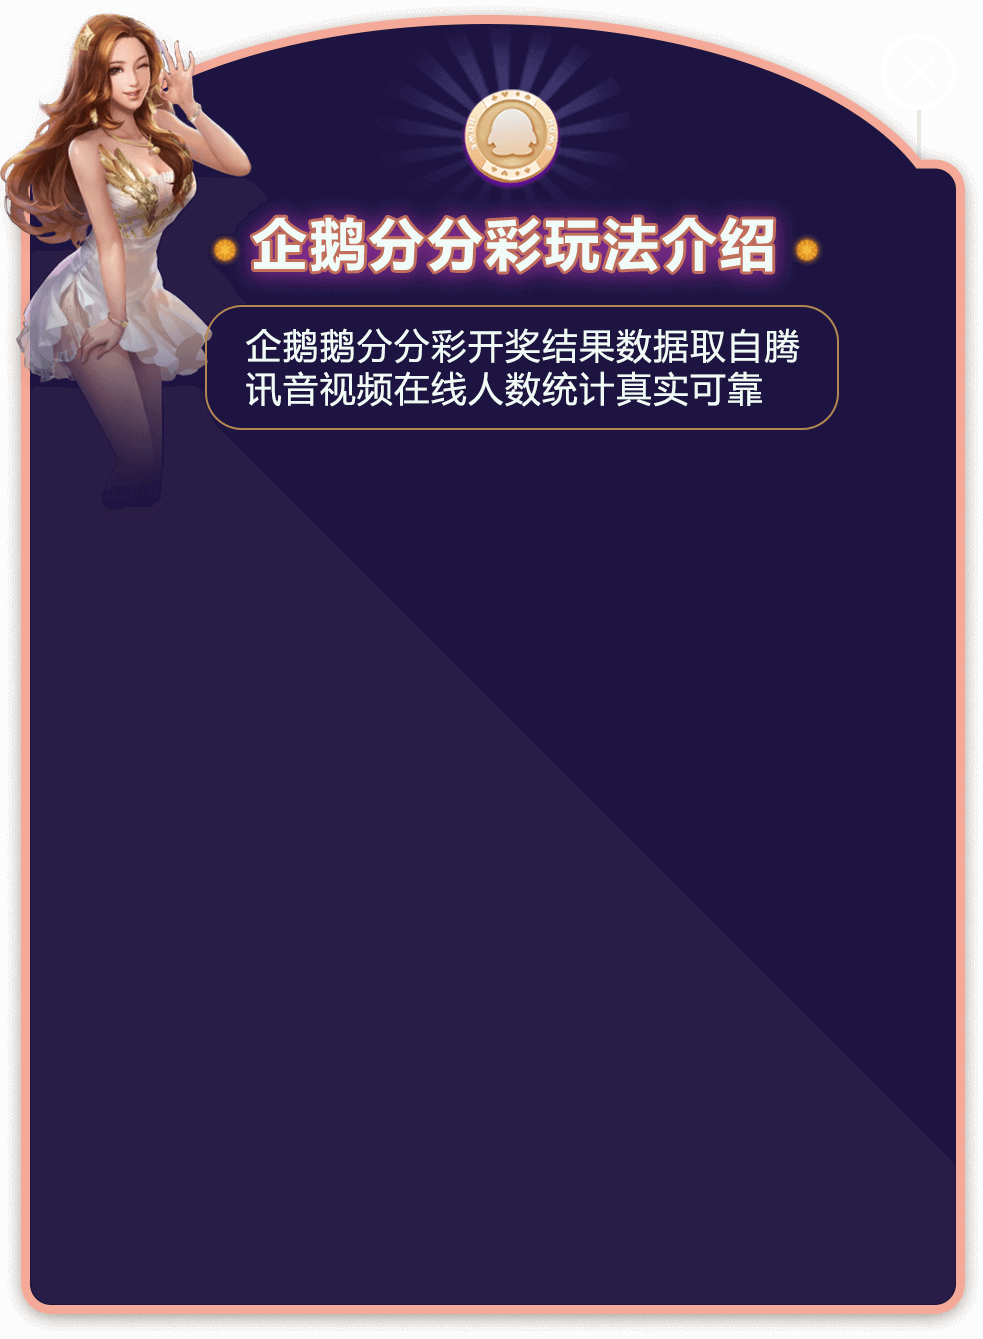 企鹅分分彩玩法介绍
企鹅鹅分分彩开奖结果数据取自腾
讯音视频在线人数统计真实可靠